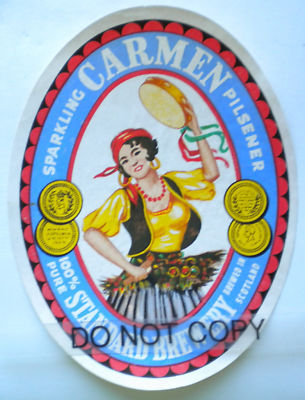 SPARKLING CARMEN PILSENER
100% PURE
STANDARD BREWERY
BREWED IN SCOTLAND
DO NOT COPY